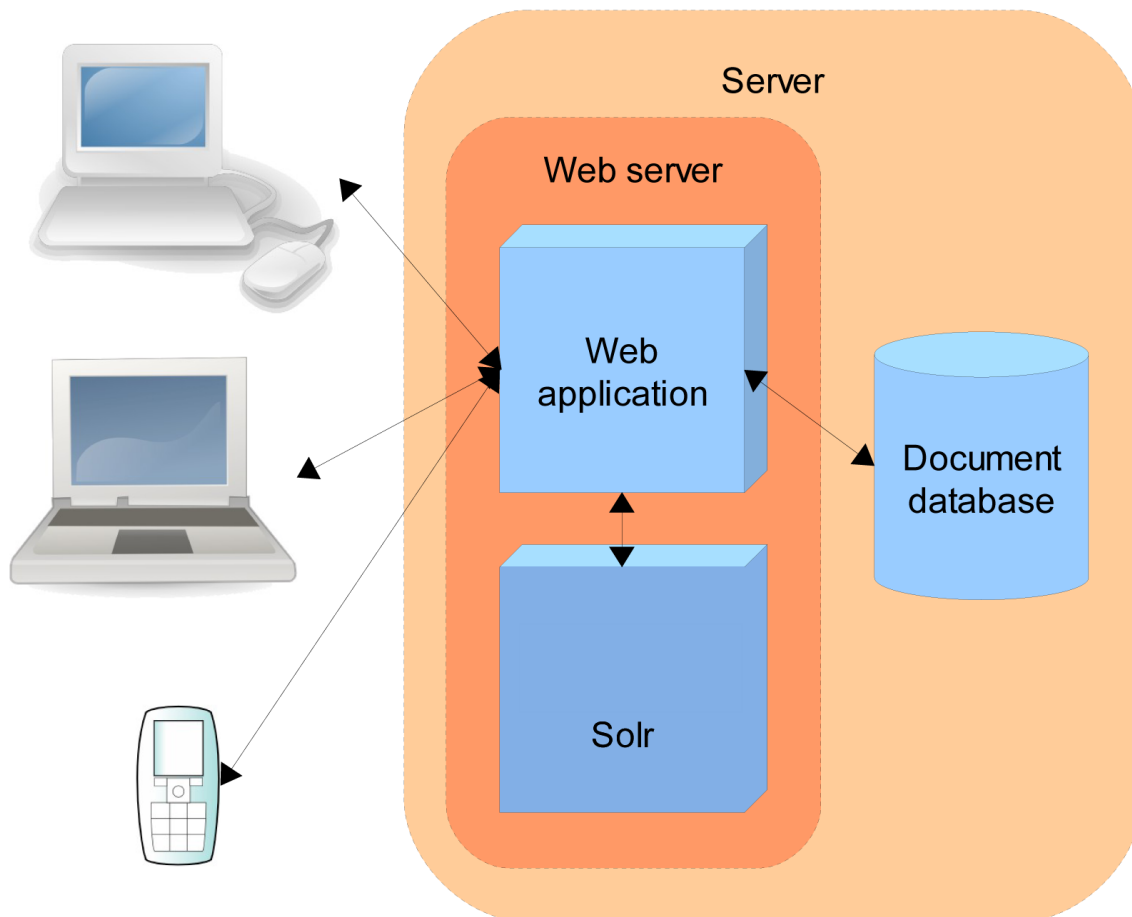 Server
Web server
Web
application
Document
database
Solr